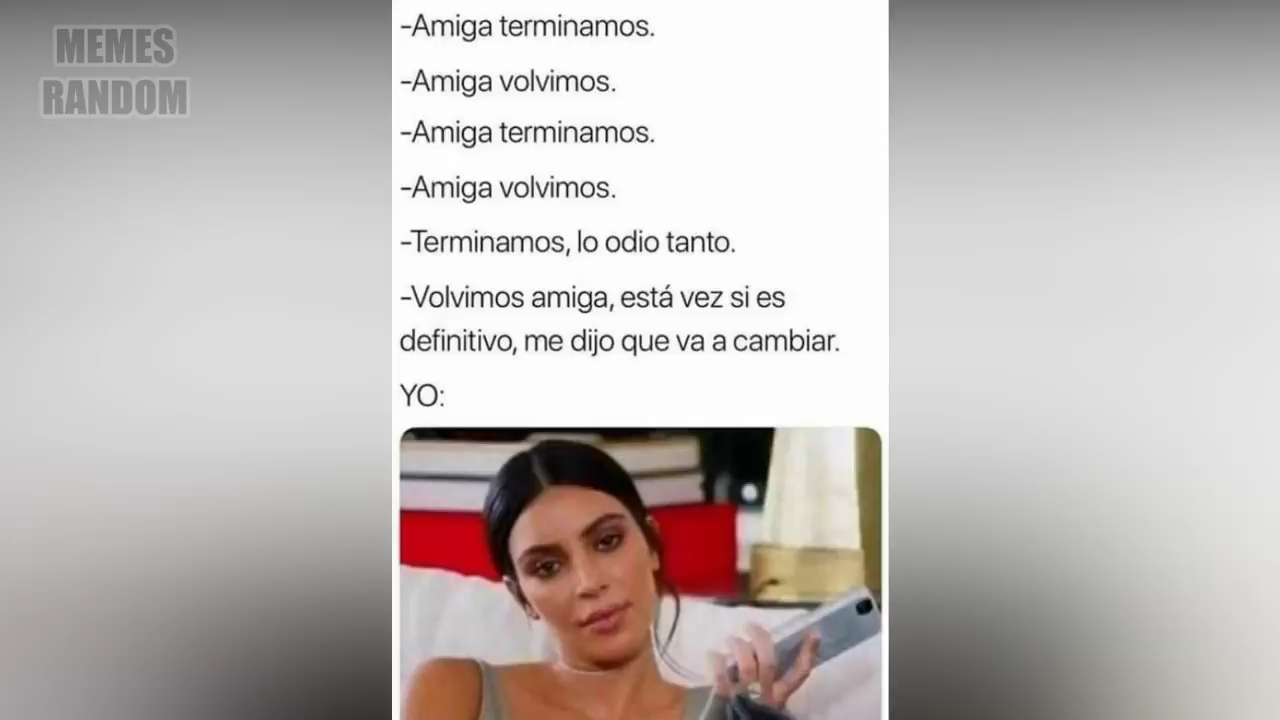 MEMES
RANDOM
-Amiga terminamos.
-Amiga volvimos.
-Amiga terminamos.
-Amiga volvimos.
-Terminamos, lo odio tanto.
-Volvimos amiga, está vez si es
definitivo, me dijo que va a cambiar.
YO: